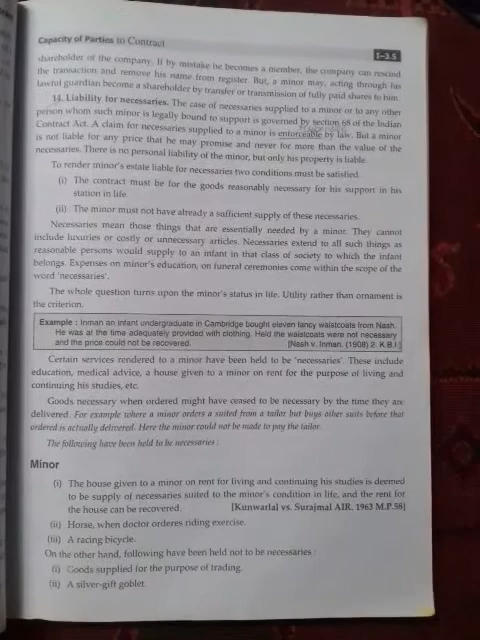 Capacity of Parties to Contract
1-3.5
shareholder of the company. If by mistake he becomes a member, the company can rescind
the transaction and remove his name from register. But, a minor may, acting through his
lawful guardian become a shareholder by transfer or transmission of fully paid shares to him.
14. Liability for necessaries. The case of necessaries supplied to a minor or to any other
person whom such minor is legally bound to support is governed by section 68 of the Indian
Contract Act. A claim for necessaries supplied to a minor is enforceable by law. But a minor
is not liable for any price that he may promise and never for more than the value of the
necessaries. There is no personal liability of the minor, but only his property is liable.
To render minor's estate liable for necessaries two conditions must be satisfied.
(i) The contract must be for the goods reasonably necessary for his support in his
station in life.
(ii) The minor must not have already a sufficient supply of these necessaries.
Necessaries mean those things that are essentially needed by a minor. They cannot
include luxuries or costly or unnecessary articles. Necessaries extend to all such things as
reasonable persons would supply to an infant in that class of society to which the infant
belongs. Expenses on minor's education, on funeral ceremonies come within the scope of the
word 'necessaries'.
The whole question turns upon the minor's status in life. Utility rather than ornament is
the criterion.
Example : Inman an infant undergraduate in Cambridge bought eleven fancy waistcoats from Nash.
He was at the time adequately provided with clothing. Held the waistcoats were not necessary
and the price could not be recovered. [Nash v. Inman, (1908) 2. K.B.I.]
Certain services rendered to a minor have been held to be 'necessaries'. These include
education, medical advice, a house given to a minor on rent for the purpose of living and
continuing his studies, etc.
Goods necessary when ordered might have ceased to be necessary by the time they are
delivered. For example where a minor orders a suited from a tailor but buys other suits before that
ordered is actually delivered. Here the minor could not be made to pay the tailor.
The following have been held to be necessaries :
Minor
(i) The house given to a minor on rent for living and continuing his studies is deemed
to be supply of necessaries suited to the minor's condition in life, and the rent for
the house can be recovered. [Kunwarlal vs. Surajmal AIR. 1963 M.P.58]
(ii) Horse, when doctor orderes riding exercise.
(iii) A racing bicycle.
On the other hand, following have been held not to be necessaries :
(i) Goods supplied for the purpose of trading.
(ii) A silver-gift goblet.